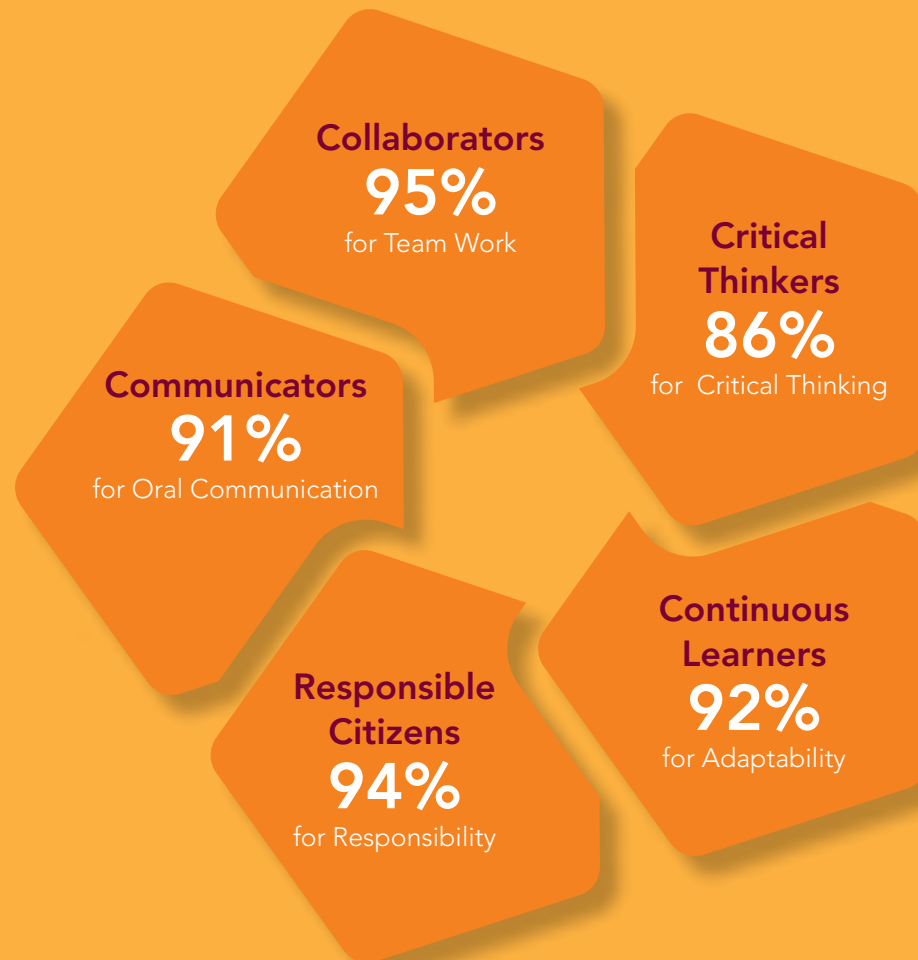 Collaborators
95%
for Team Work
Critical
Thinkers
86%
for Critical Thinking
Communicators
91%
for Oral Communication
Continuous
Learners
92%
for Adaptability
Responsible
Citizens
94%
for Responsibility